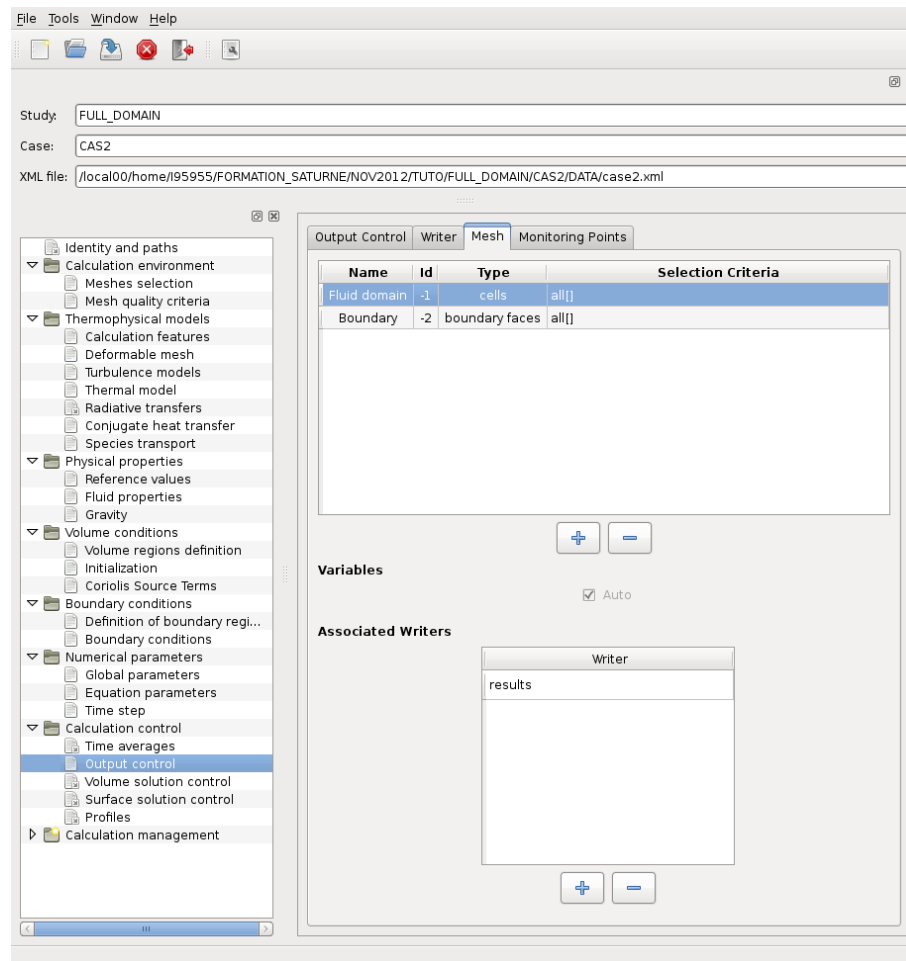 File Tools Window Help
Study: FULL_DOMAIN
Case: CAS2
XML file: /local00/home/I95955/FORMATION_SATURNE/NOV2012/TUTO/FULL_DOMAIN/CAS2/DATA/case2.xml
Identity and paths
Calculation environment
Meshes selection
Mesh quality criteria
Thermophysical models
Calculation features
Deformable mesh
Turbulence models
Thermal model
Radiative transfers
Conjugate heat transfer
Species transport
Physical properties
Reference values
Fluid properties
Gravity
Volume conditions
Volume regions definition
Initialization
Coriolis Source Terms
Boundary conditions
Definition of boundary regi...
Boundary conditions
Numerical parameters
Global parameters
Equation parameters
Time step
Calculation control
Time averages
Output control
Volume solution control
Surface solution control
Profiles
Calculation management
Output Control Writer Mesh Monitoring Points
Name Id Type Selection Criteria
Fluid domain -1 cells all[]
Boundary -2 boundary faces all[]
Variables
Auto
Associated Writers
Writer
results